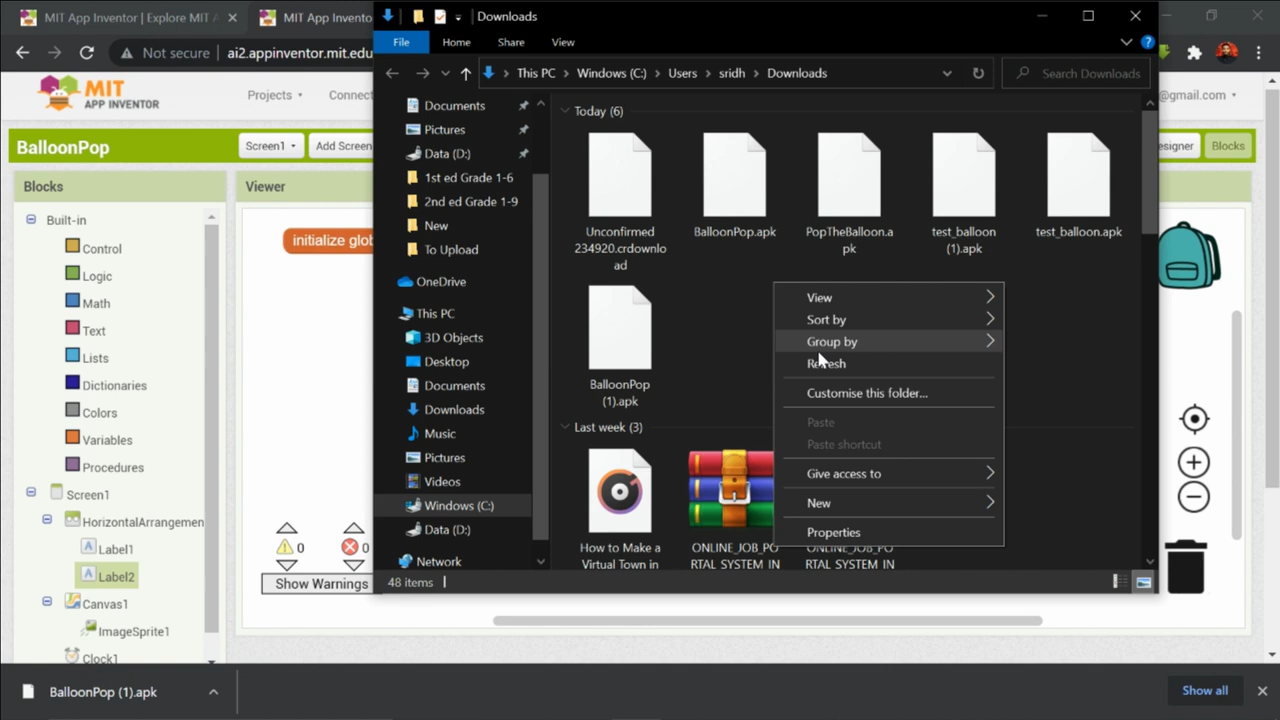 MIT App Inventor | Explore MIT A
MIT App Invento
Downloads
File
Home
Share
View
Not secure
ai2.appinventor.mit.edu
This PC
Windows (C:)
Users
sridh
Downloads
Search Downloads
MIT
APP INVENTOR
Projects
Connect
@gmail.com
BalloonPop
Screen1
Add Screen
esigner
Blocks
Blocks
Viewer
Built-in
Control
Logic
Math
Text
Lists
Dictionaries
Colors
Variables
Procedures
Screen1
HorizontalArrangemen
Label1
Label2
Canvas1
ImageSprite1
Clock1
initialize glob
0
0
Show Warnings
Documents
Pictures
Data (D:)
1st ed Grade 1-6
2nd ed Grade 1-9
New
To Upload
OneDrive
This PC
3D Objects
Desktop
Documents
Downloads
Music
Pictures
Videos
Windows (C:)
Data (D:)
Network
Today (6)
Unconfirmed
234920.crdownlo
ad
BalloonPop.apk
PopTheBalloon.a
pk
test_balloon
(1).apk
test_balloon.apk
BalloonPop
(1).apk
Last week (3)
How to Make a
Virtual Town in
ONLINE_JOB_PO
RTAL_SYSTEM_IN
ONLINE_JOB_PO
RTAL_SYSTEM_IN
View
Sort by
Group by
Refresh
Customise this folder...
Paste
Paste shortcut
Give access to
New
Properties
48 items
BalloonPop (1).apk
Show all